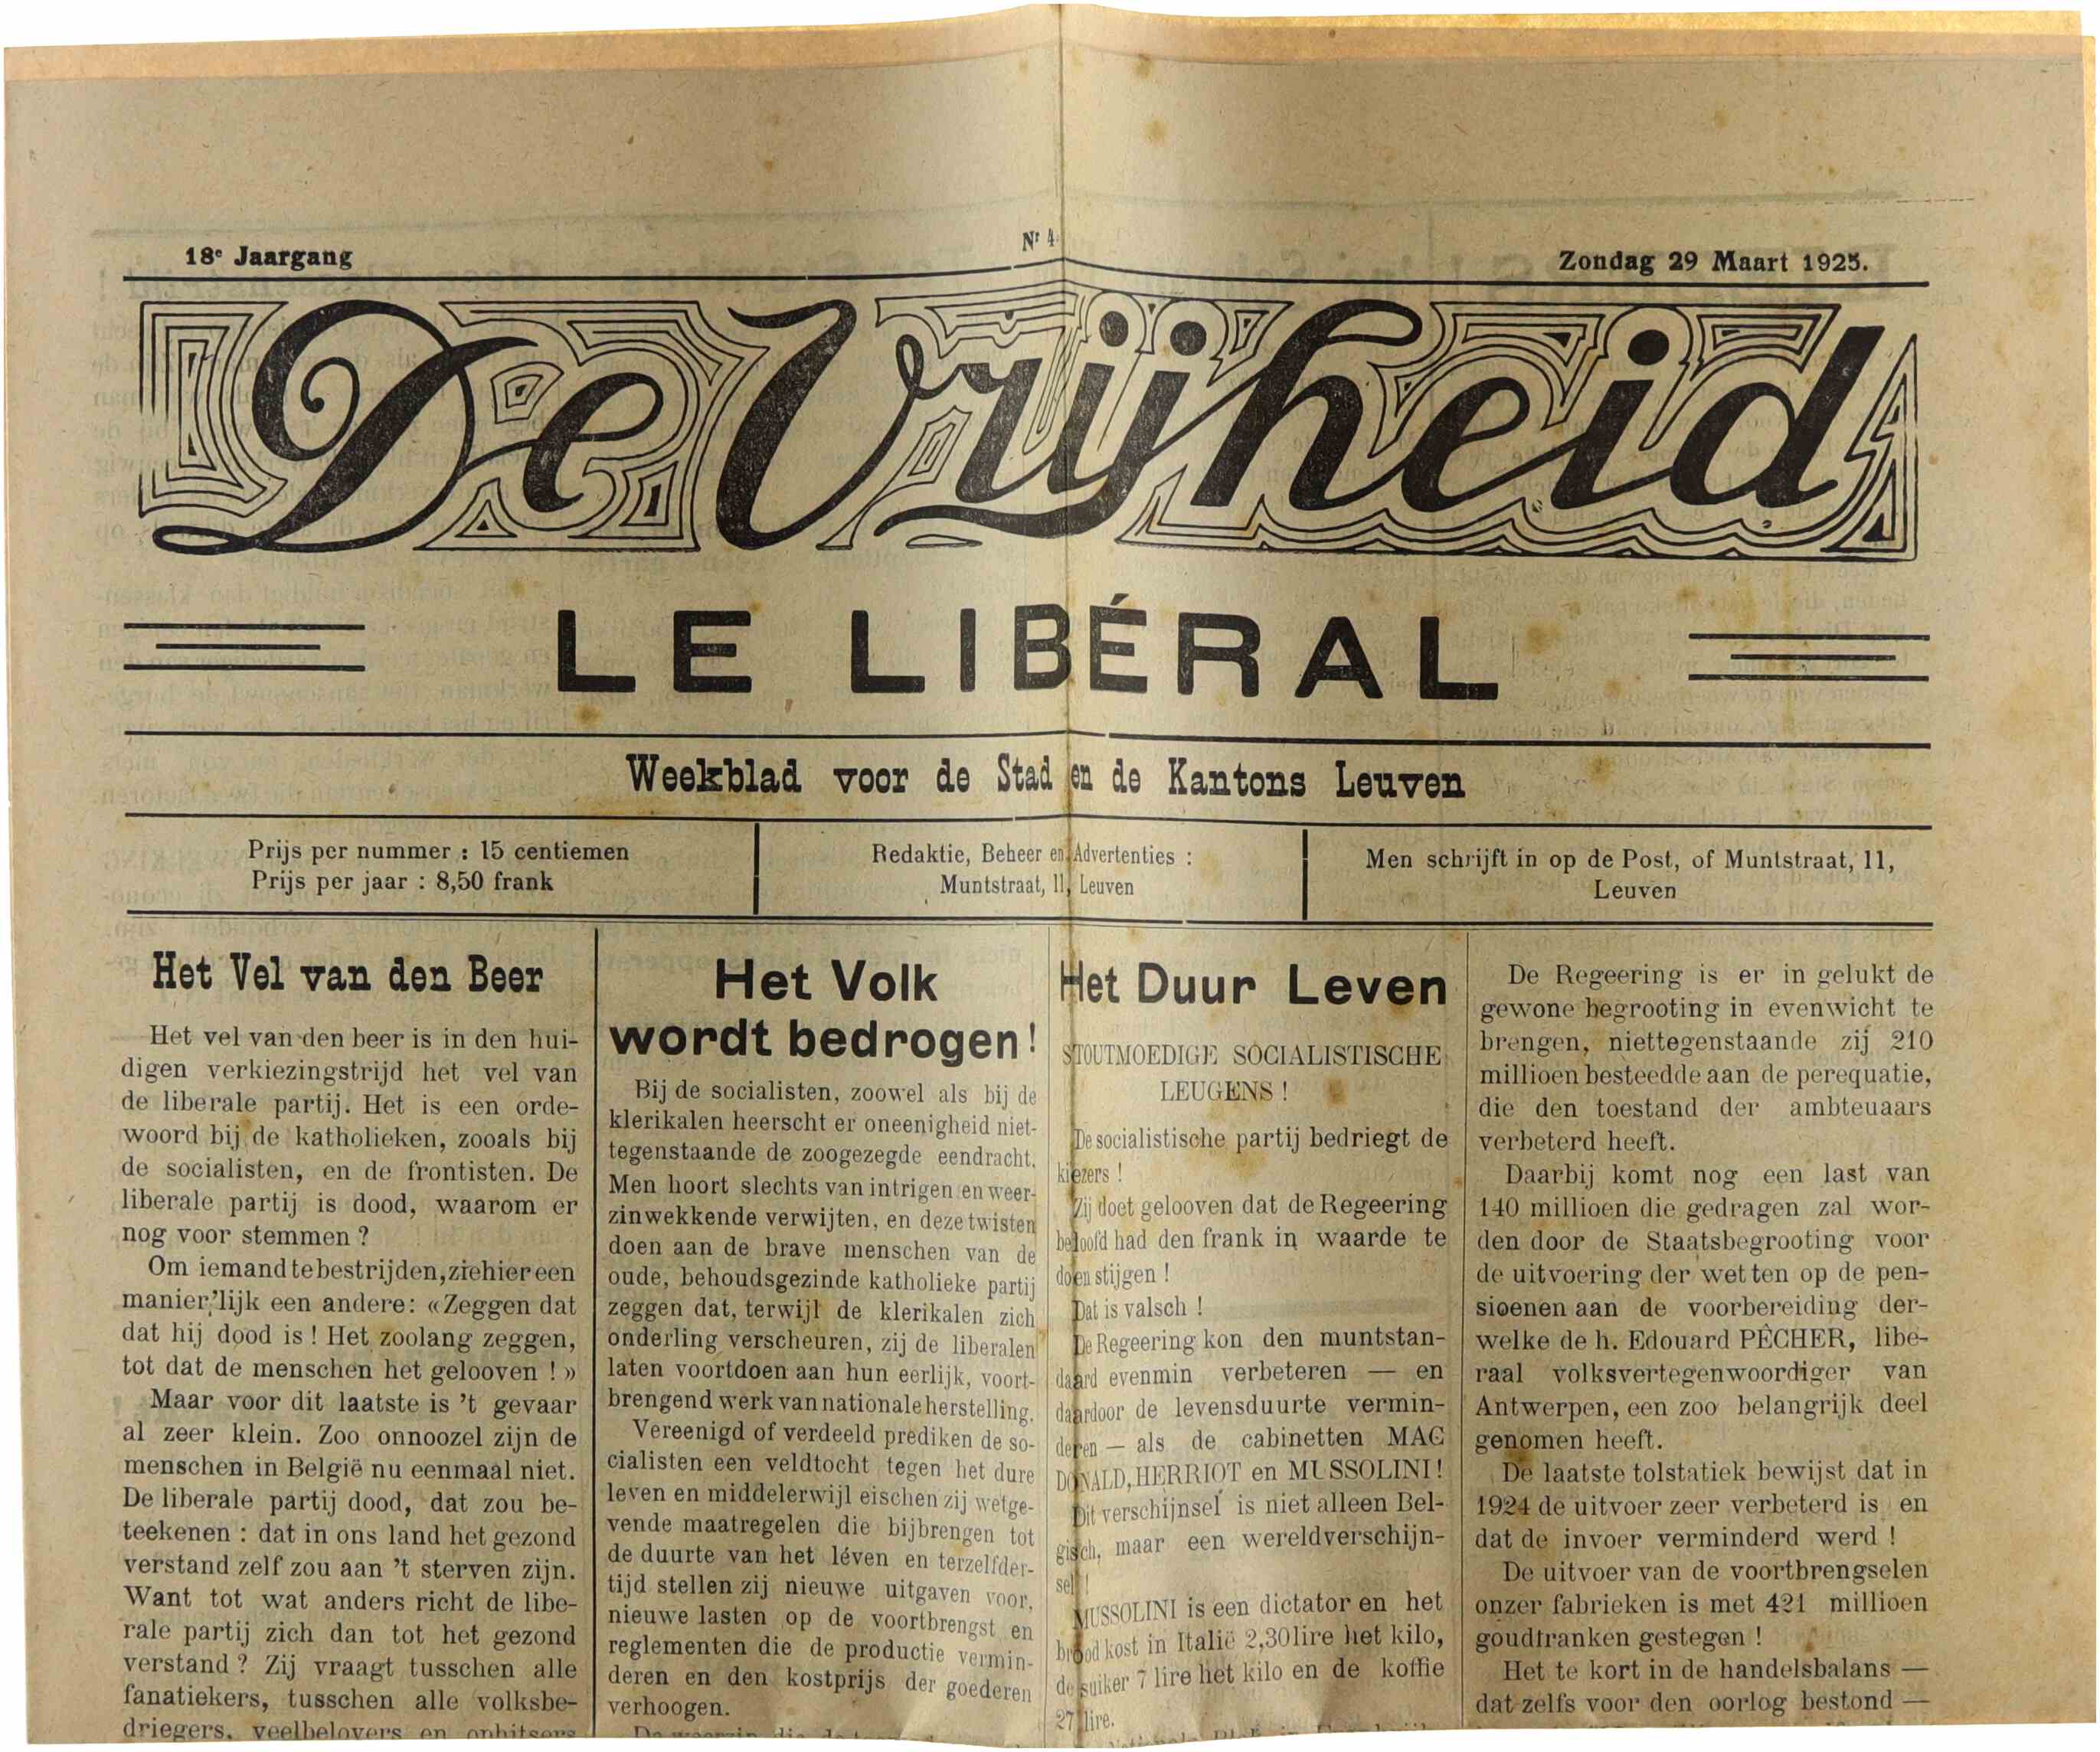 18e Jaargang
Nr 4
Zondag 29 Maart 1925.
De Vrijheid
LE LIBÉRAL
Weekblad voor de Stad en de Kantons Leuven
Prijs per nummer : 15 centiemen
Prijs per jaar : 8,50 frank
Redaktie, Beheer en Advertenties :
Muntstraat, 11, Leuven
Men schrijft in op de Post, of Muntstraat, 11,
Leuven
Het Vel van den Beer
Het vel van den beer is in den hui-
digen verkiezingstrijd het vel van
de liberale partij. Het is een orde-
woord bij de katholieken, zooals bij
de socialisten, en de frontisten. De
liberale partij is dood, waarom er
nog voor stemmen ?
Om iemand te bestrijden, ziehier een
manier,'lijk een andere: «Zeggen dat
dat hij dood is ! Het zoolang zeggen,
tot dat de menschen het gelooven ! »
Maar voor dit laatste is 't gevaar
al zeer klein. Zoo onnoozel zijn de
menschen in België nu eenmaal niet.
De liberale partij dood, dat zou be-
teekenen : dat in ons land het gezond
verstand zelf zou aan 't sterven zijn.
Want tot wat anders richt de libe-
rale partij zich dan tot het gezond
verstand ? Zij vraagt tusschen alle
fanatiekers, tusschen alle volksbe-
driegers, veelbelovers en ophitsers
Het Volk
wordt bedrogen!
Bij de socialisten, zoowel als bij de
klerikalen heerscht er oneenigheid niet-
tegenstaande de zoogezegde eendracht.
Men hoort slechts van intrigen en weer-
zinwekkende verwijten, en deze twisten
doen aan de brave menschen van de
oude, behoudsgezinde katholieke partij
zeggen dat, terwijl de klerikalen zich
onderling verscheuren, zij de liberalen
laten voortdoen aan hun eerlijk, voort-
brengend werk van nationale herstelling.
Vereenigd of verdeeld prediken de so-
cialisten een veldtocht tegen het dure
leven en middelerwijl eischen zij wetge-
vende maatregelen die bijbrengen tot
de duurte van het léven en terzelfder-
tijd stellen zij nieuwe uitgaven voor,
nieuwe lasten op de voortbrengst en
reglementen die de productie vermin-
deren en den kostprijs der goederen
verhoogen.
Het Duur Leven
STOUTMOEDIGE SOCIALISTISCHE
LEUGENS !
De socialistische partij bedriegt de
kiezers !
Zij doet gelooven dat de Regeering
beloofd had den frank in waarde te
doen stijgen !
Dat is valsch !
De Regeering kon den muntstan-
daard evenmin verbeteren — en
daardoor de levensduurte vermin-
deren — als de cabinetten MAC
DONALD, HERRIOT en MUSSOLINI !
Dit verschijnsel is niet alleen Bel-
gisch, maar een wereldverschijn-
sel !
MUSSOLINI is een dictator en het
brood kost in Italië 2,30 lire het kilo,
de suiker 7 lire het kilo en de koffie
27 lire.
De Regeering is er in gelukt de
gewone begrooting in evenwicht te
brengen, niettegenstaande zij 210
millioen besteedde aan de perequatie,
die den toestand der ambteuaars
verbeterd heeft.
Daarbij komt nog een last van
140 millioen die gedragen zal wor-
den door de Staatsbegrooting voor
de uitvoering der wetten op de pen-
sioenen aan de voorbereiding der-
welke de h. Edouard PÊCHER, libe-
raal volksvertegenwoordiger van
Antwerpen, een zoo belangrijk deel
genomen heeft.
De laatste tolstatiek bewijst dat in
1924 de uitvoer zeer verbeterd is en
dat de invoer verminderd werd !
De uitvoer van de voortbrengselen
onzer fabrieken is met 421 millioen
goudfranken gestegen !
Het te kort in de handelsbalans —
dat zelfs voor den oorlog bestond —